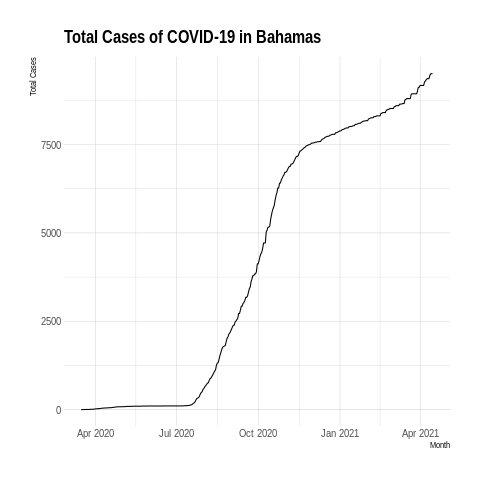 Total Cases of COVID-19 in Bahamas
Total Cases
7500
5000
2500
0
Apr 2020 Jul 2020 Oct 2020 Jan 2021 Apr 2021
Month